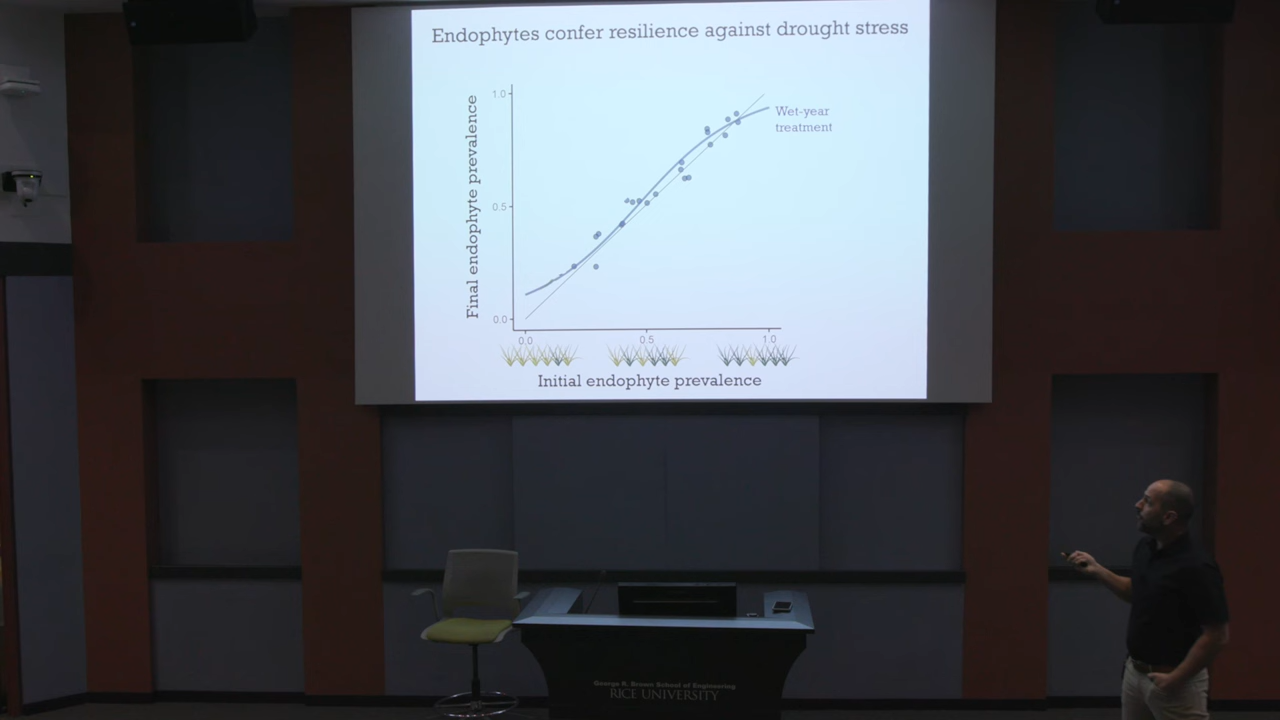 Endophytes confer resilience against drought stress
Final endophyte prevalence
1.0
0.5
0.0
Wet-year
treatment
0.0
0.5
1.0
Initial endophyte prevalence
George R. Brown School of Engineering
RICE UNIVERSITY